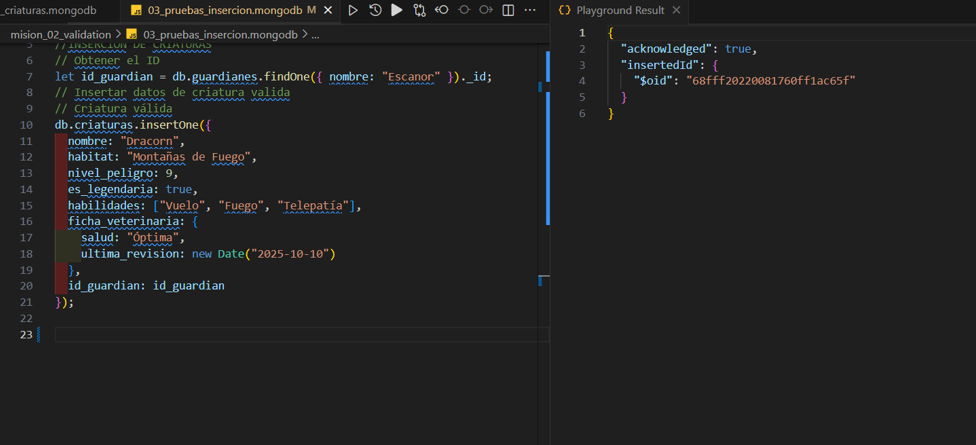 _criaturas.mongodb
03_pruebas_insercion.mongodb M
Playground Result
mision_02_validation > 03_pruebas_insercion.mongodb > ...
5 //INSERCION DE CRIATURAS
6 // Obtener el ID
7 let id_guardian = db.guardianes.findOne({ nombre: "Escanor" })._id;
8 // Insertar datos de criatura valida
9 // Criatura válida
10 db.criaturas.insertOne({
11 nombre: "Dracorn",
12 habitat: "Montañas de Fuego",
13 nivel_peligro: 9,
14 es_legendaria: true,
15 habilidades: ["Vuelo", "Fuego", "Telepatía"],
16 ficha_veterinaria: {
17 salud: "Óptima",
18 ultima_revision: new Date("2025-10-10")
19 },
20 id_guardian: id_guardian
21 });
22
23
1 {
2 "acknowledged": true,
3 "insertedId": {
4 "$oid": "68fff20220081760ff1ac65f"
5 }
6 }